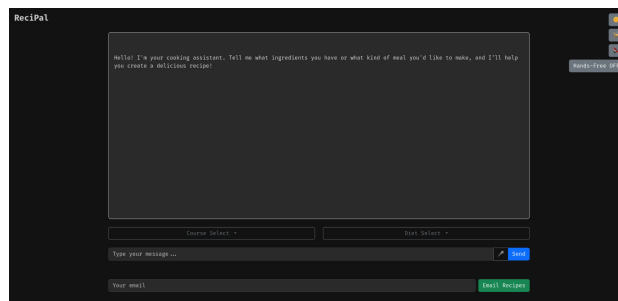 ReciPal
Hello! I'm your cooking assistant. Tell me what ingredients you have or what kind of meal you'd like to make, and I'll help
you create a delicious recipe!
Hands-Free OF
Course Select
Diet Select
Type your message...
Send
Your email
Email Recipes